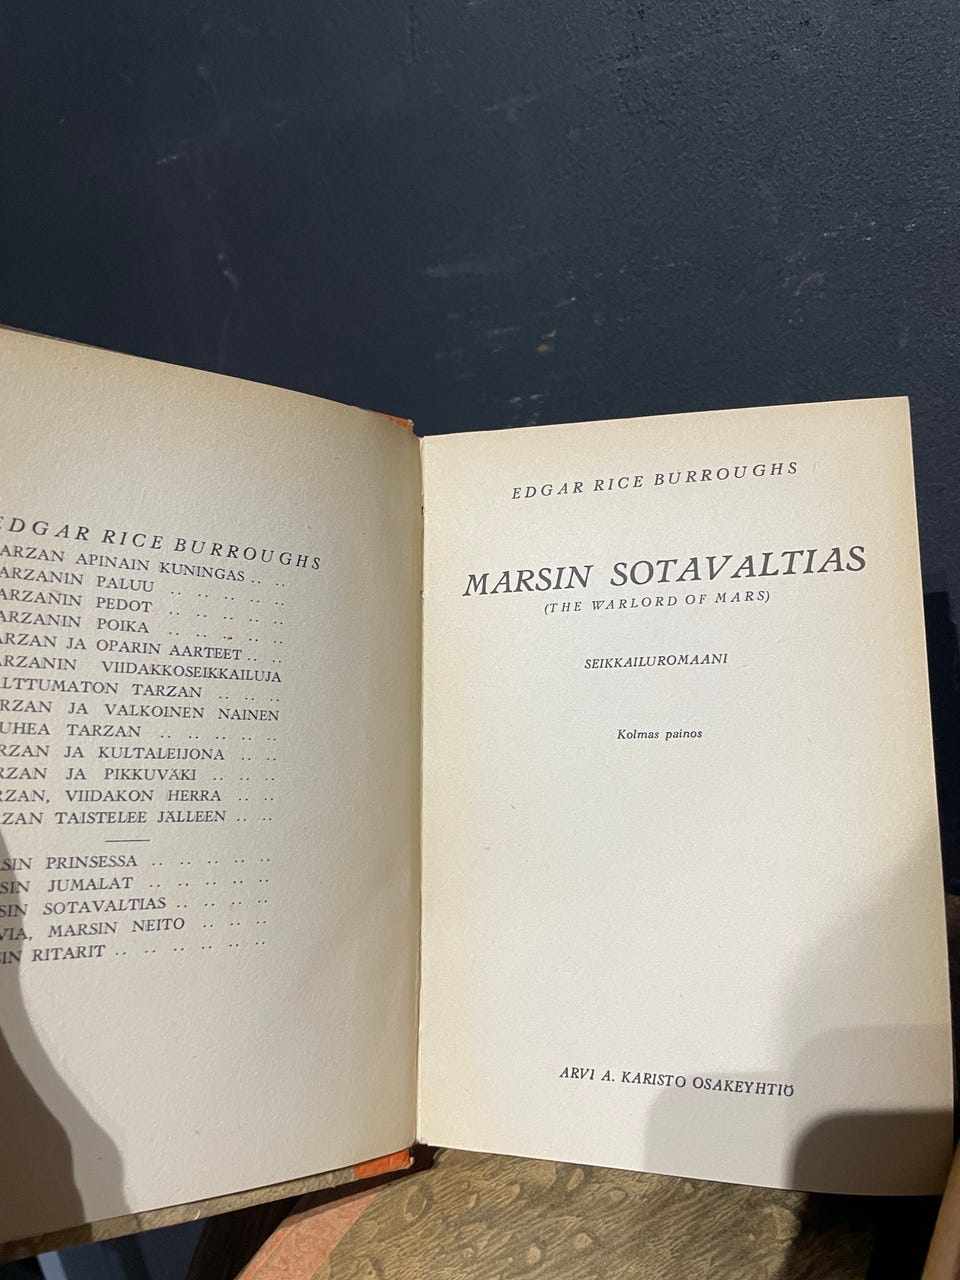 EDGAR RICE BURROUGHS
ARZAN APINAIN KUNINGAS .. ..
ARZANIN PALUU .. .. .. .. ..
ARZANIN PEDOT .. .. .. .. ..
RZANIN POIKA .. .. .. .. ..
ARZAN JA OPARIN AARTEET .. ..
ARZANIN VIIDAKKOSEIKKAILUJA
LTTUMATON TARZAN .. .. ..
RZAN JA VALKOINEN NAINEN
UHEA TARZAN .. .. .. .. ..
RZAN JA KULTALEIJONA .. ..
RZAN JA PIKKUVÄKI .. .. ..
RZAN, VIIDAKON HERRA .. ..
ZAN TAISTELEE JÄLLEEN .. ..
SIN PRINSESSA .. .. .. .. ..
SIN JUMALAT .. .. .. .. ..
SIN SOTAVALTIAS .. .. .. ..
VIA, MARSIN NEITO .. .. ..
IN RITARIT .. .. .. .. .. ..
EDGAR RICE BURROUGHS
MARSIN SOTAVALTIAS
(THE WARLORD OF MARS)
SEIKKAILUROMAANI
Kolmas painos
ARVI A. KARISTO OSAKEYHTIÖ